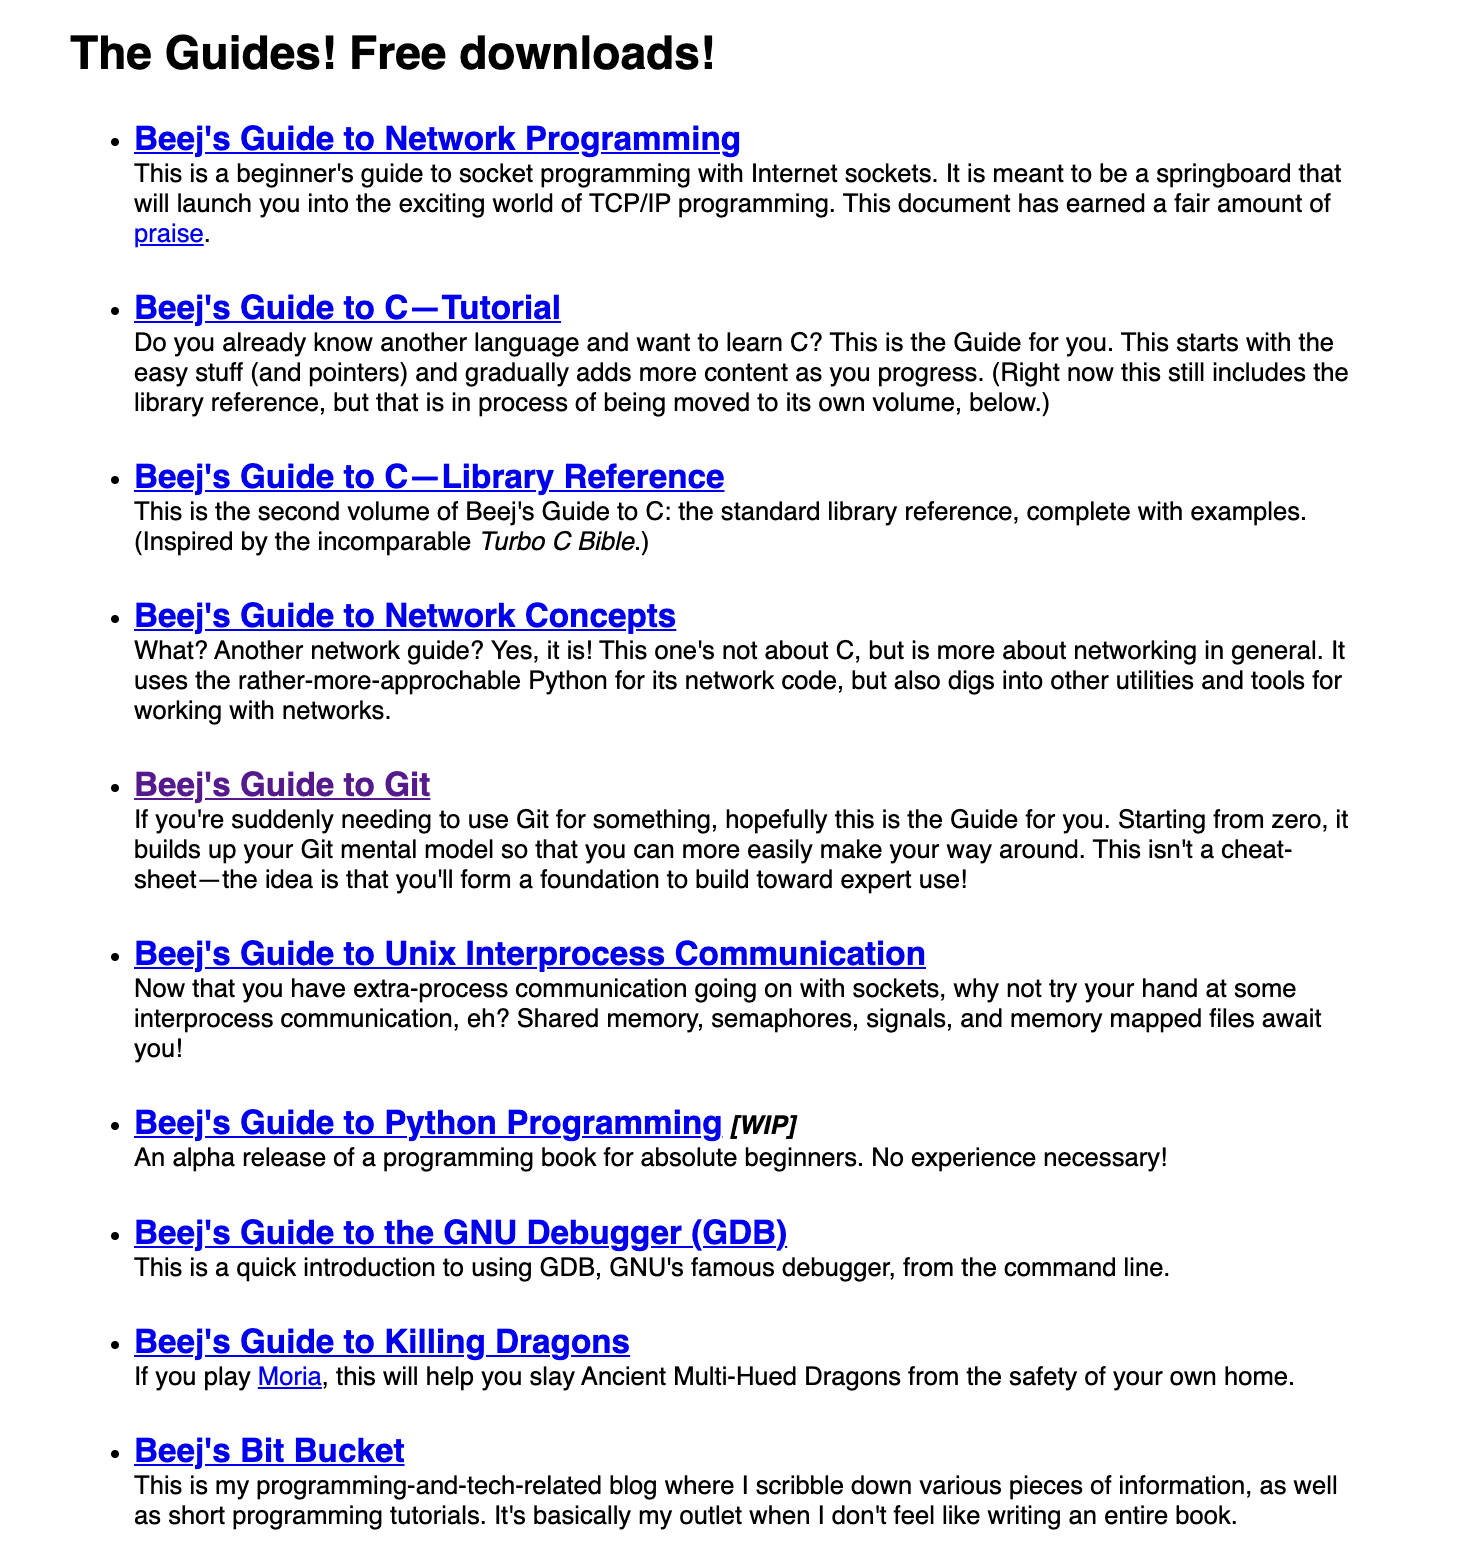 The Guides! Free downloads!
• Beej's Guide to Network Programming
This is a beginner's guide to socket programming with Internet sockets. It is meant to be a springboard that
will launch you into the exciting world of TCP/IP programming. This document has earned a fair amount of
praise.
• Beej's Guide to C—Tutorial
Do you already know another language and want to learn C? This is the Guide for you. This starts with the
easy stuff (and pointers) and gradually adds more content as you progress. (Right now this still includes the
library reference, but that is in process of being moved to its own volume, below.)
• Beej's Guide to C—Library Reference
This is the second volume of Beej's Guide to C: the standard library reference, complete with examples.
(Inspired by the incomparable Turbo C Bible.)
• Beej's Guide to Network Concepts
What? Another network guide? Yes, it is! This one's not about C, but is more about networking in general. It
uses the rather-more-approchable Python for its network code, but also digs into other utilities and tools for
working with networks.
• Beej's Guide to Git
If you're suddenly needing to use Git for something, hopefully this is the Guide for you. Starting from zero, it
builds up your Git mental model so that you can more easily make your way around. This isn't a cheat-
sheet—the idea is that you'll form a foundation to build toward expert use!
• Beej's Guide to Unix Interprocess Communication
Now that you have extra-process communication going on with sockets, why not try your hand at some
interprocess communication, eh? Shared memory, semaphores, signals, and memory mapped files await
you!
• Beej's Guide to Python Programming [WIP]
An alpha release of a programming book for absolute beginners. No experience necessary!
• Beej's Guide to the GNU Debugger (GDB)
This is a quick introduction to using GDB, GNU's famous debugger, from the command line.
• Beej's Guide to Killing Dragons
If you play Moria, this will help you slay Ancient Multi-Hued Dragons from the safety of your own home.
• Beej's Bit Bucket
This is my programming-and-tech-related blog where I scribble down various pieces of information, as well
as short programming tutorials. It's basically my outlet when I don't feel like writing an entire book.